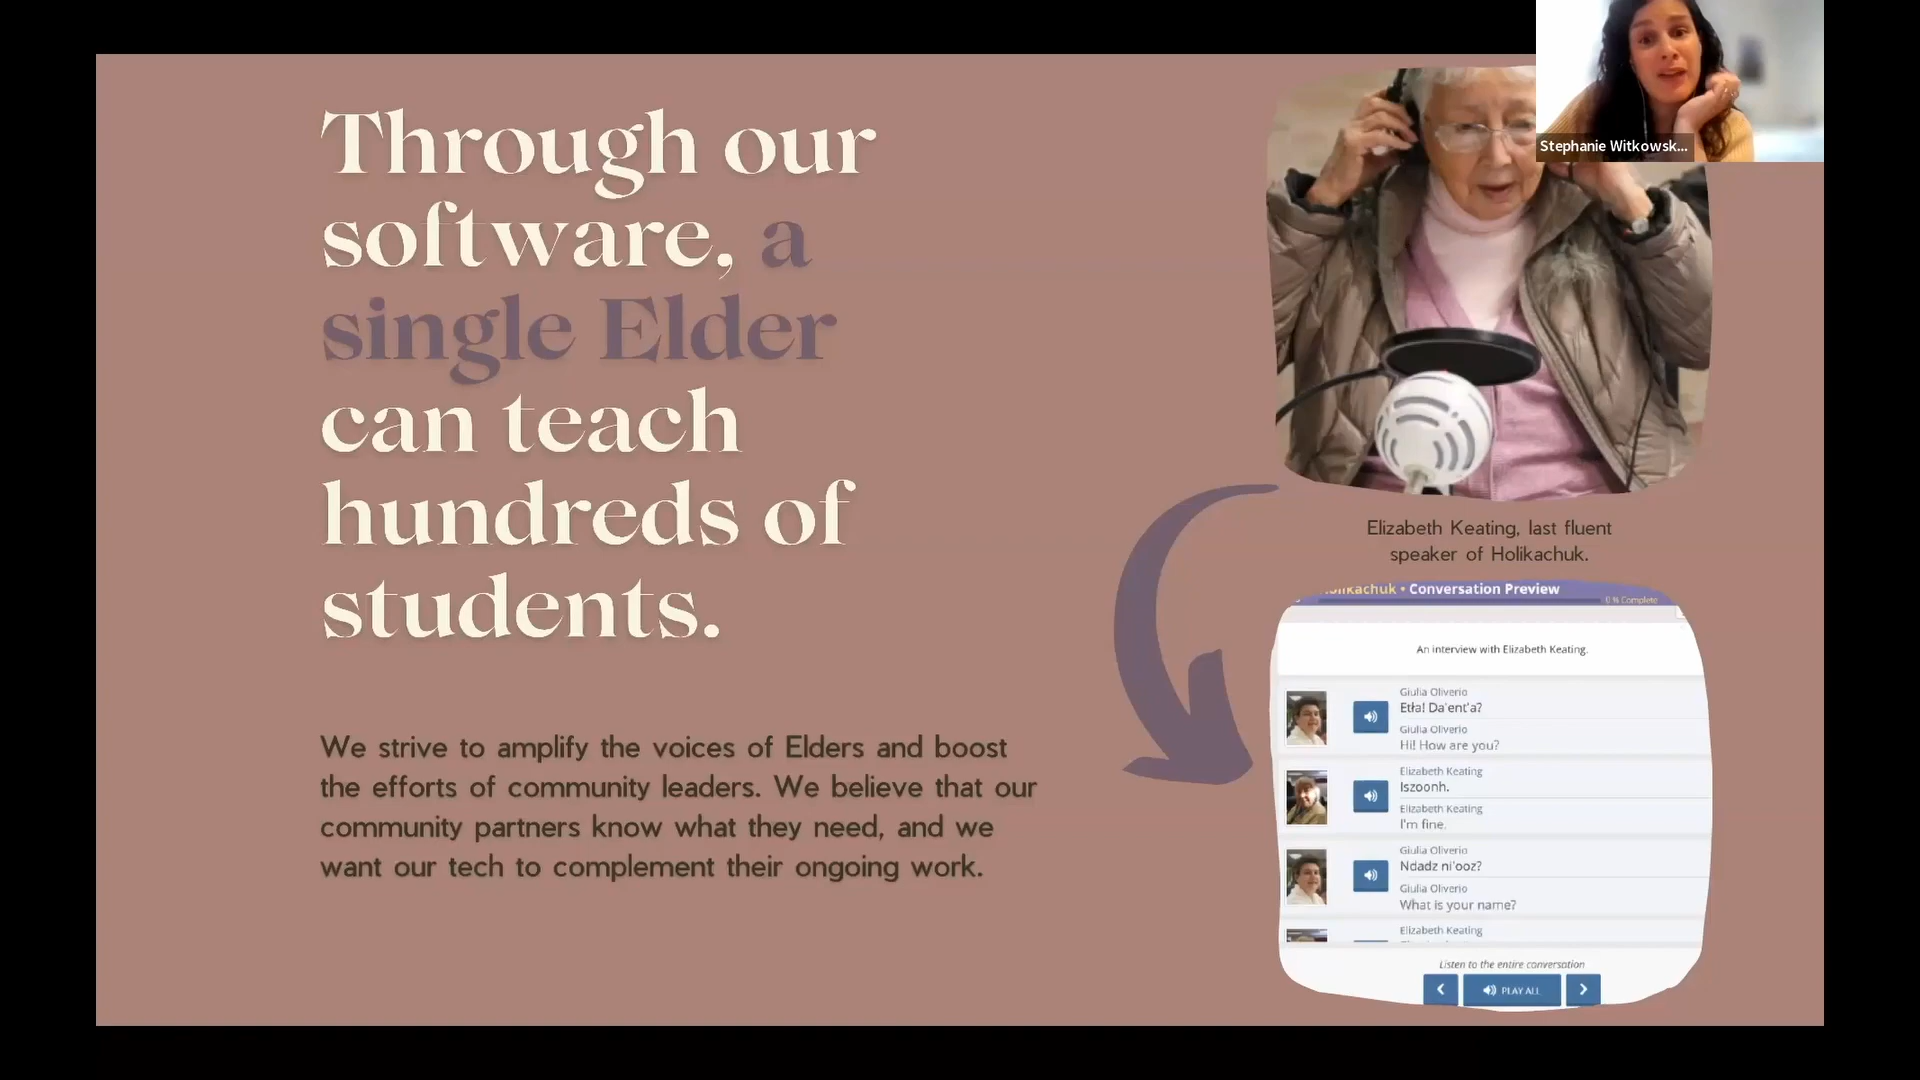 Through our
software, a
single Elder
can teach
hundreds of
students.
We strive to amplify the voices of Elders and boost
the efforts of community leaders. We believe that our
community partners know what they need, and we
want our tech to complement their ongoing work.
Stephanie Witkowsk...
Elizabeth Keating, last fluent
speaker of Holikachuk.
Conversation Preview
0 % Complete
An interview with Elizabeth Keating.
Giulia Oliverio
Etła! Da'ent'a?
Giulia Oliverio
Hi! How are you?
Elizabeth Keating
Iszoonh.
Elizabeth Keating
I'm fine.
Giulia Oliverio
Ndadz ni'ooz?
Giulia Oliverio
What is your name?
Elizabeth Keating
Listen to the entire conversation
PLAY ALL